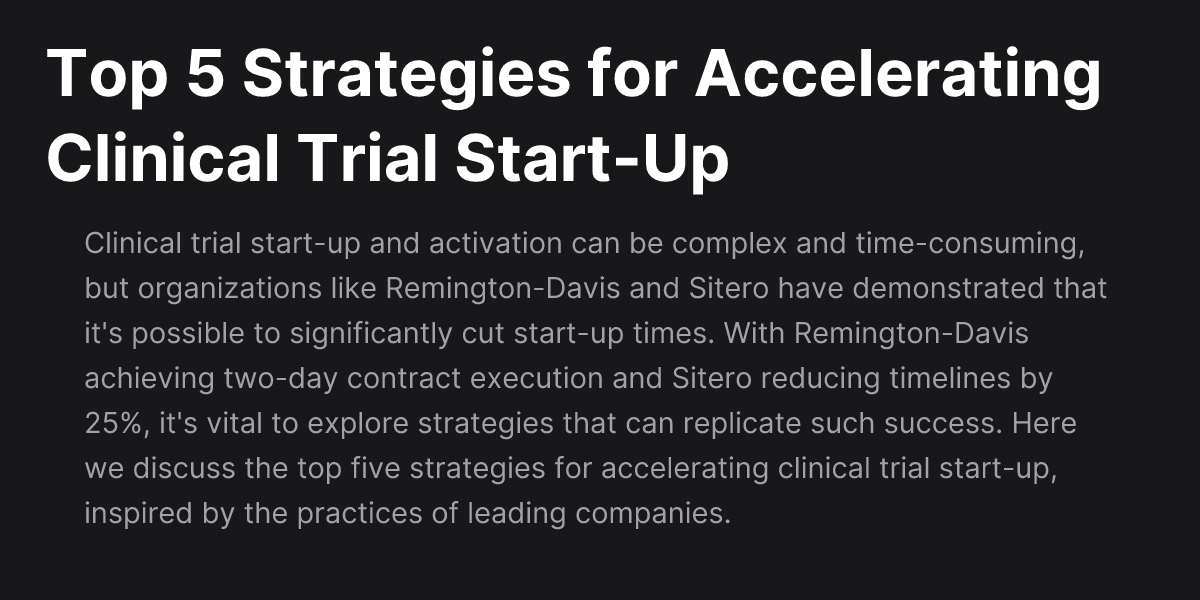 Top 5 Strategies for Accelerating
Clinical Trial Start-Up
Clinical trial start-up and activation can be complex and time-consuming,
but organizations like Remington-Davis and Sitero have demonstrated that
it's possible to significantly cut start-up times. With Remington-Davis
achieving two-day contract execution and Sitero reducing timelines by
25%, it's vital to explore strategies that can replicate such success. Here
we discuss the top five strategies for accelerating clinical trial start-up,
inspired by the practices of leading companies.